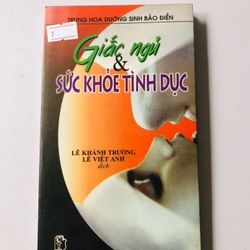 TRUNG HOA DƯỠNG SINH BẢO ĐIỂN
Giấc ngủ
&
SỨC KHỎE TÌNH DỤC
LÊ KHÁNH TRƯỜNG
LÊ VIỆT ANH
dịch